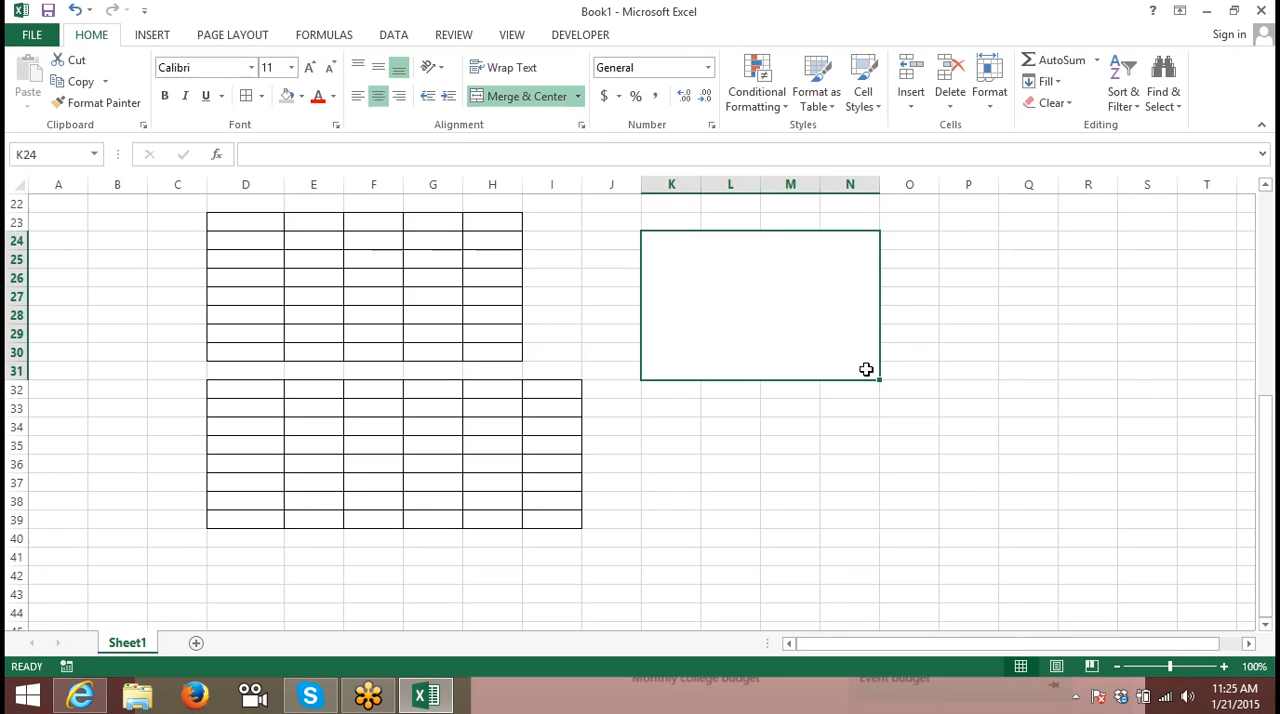 Book1 - Microsoft Excel
?
FILE HOME INSERT PAGE LAYOUT FORMULAS DATA REVIEW VIEW DEVELOPER Sign in
Paste
Cut
Copy
Format Painter
Clipboard
Calibri 11
B I U A
Font
Wrap Text
Merge & Center
Alignment
General
$ % ,
Number
Conditional Formatting
Format as Table
Cell Styles
Styles
Insert
Delete
Format
Cells
AutoSum
Fill
Clear
Sort & Filter
Find & Select
Editing
K24 fx
A B C D E F G H I J K L M N O P Q R S T
22
23
24
25
26
27
28
29
30
31
32
33
34
35
36
37
38
39
40
41
42
43
44
45
Sheet1
READY 100%
Monthly college budget Event budget
11:25 AM
1/21/2015